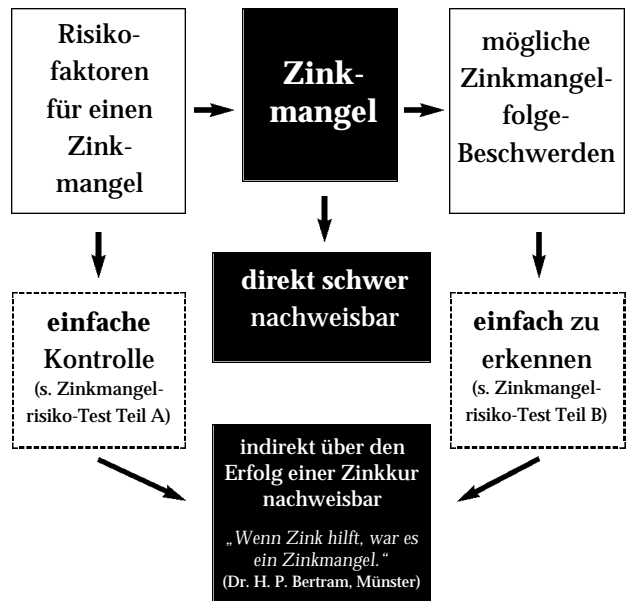 Risiko-
faktoren
für einen
Zink-
mangel
Zink-
mangel
mögliche
Zinkmangel-
folge-
Beschwerden
direkt schwer
nachweisbar
einfache
Kontrolle
(s. Zinkmangel-
risiko-Test Teil A)
einfach zu
erkennen
(s. Zinkmangel-
risiko-Test Teil B)
indirekt über den
Erfolg einer Zinkkur
nachweisbar
„Wenn Zink hilft, war es
ein Zinkmangel.“
(Dr. H. P. Bertram, Münster)